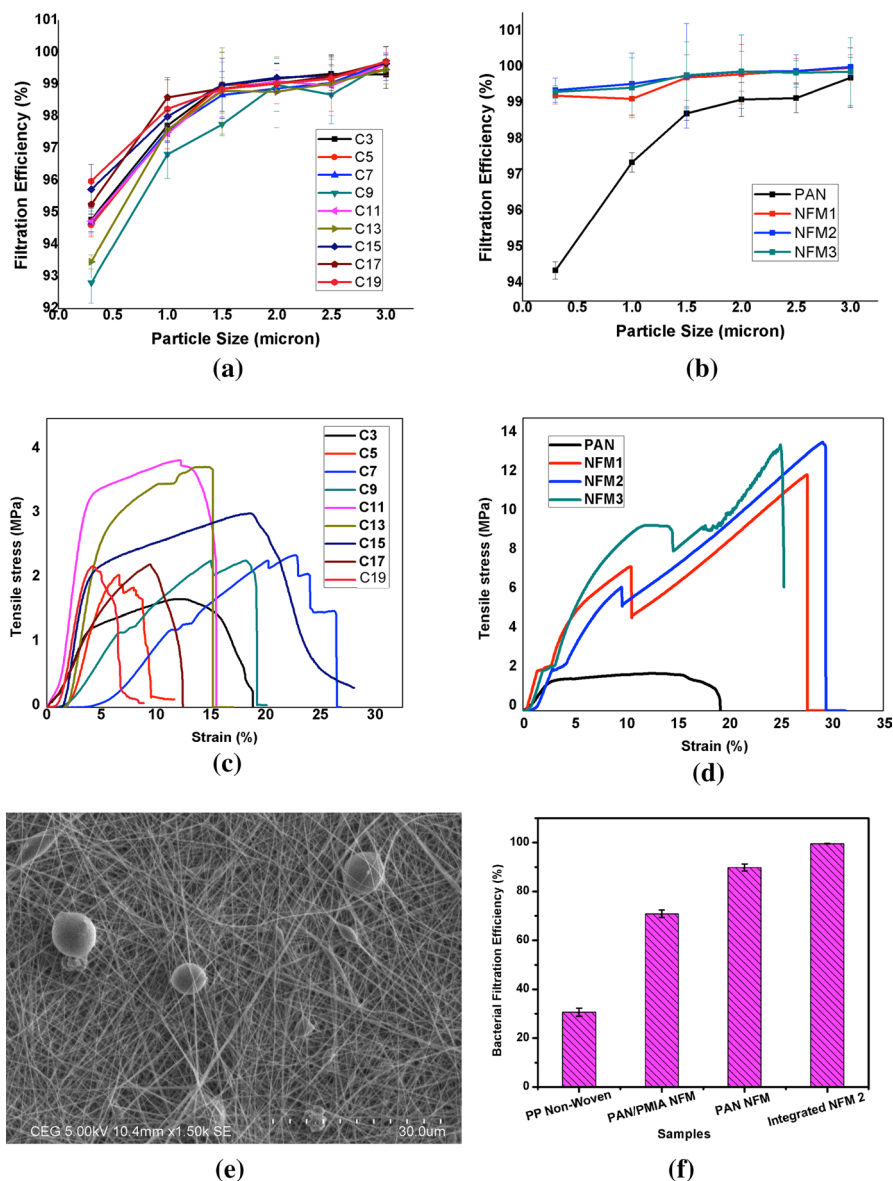 101
100
99
98
97
96
95
94
93
92
Filtration Efficiency (%)
C3
C5
C7
C9
C11
C13
C15
C17
C19
0.0 0.5 1.0 1.5 2.0 2.5 3.0
Particle Size (micron)
(a)
101
100
99
98
97
96
95
94
Filtration Efficiency (%)
PAN
NFM1
NFM2
NFM3
0.0 0.5 1.0 1.5 2.0 2.5 3.0
Particle Size (micron)
(b)
4
3
2
1
0
Tensile stress (MPa)
C3
C5
C7
C9
C11
C13
C15
C17
C19
0 5 10 15 20 25 30
Strain (%)
(c)
14
12
10
8
6
4
2
0
Tensile stress (MPa)
PAN
NFM1
NFM2
NFM3
0 5 10 15 20 25 30 35
Strain (%)
(d)
CEG 5.00kV 10.4mm x1.50k SE
30.0um
(e)
100
80
60
40
20
0
Bacterial Filtration Efficiency (%)
PP Non-Woven PAN/PMIA NFM PAN NFM Integrated NFM 2
Samples
(f)